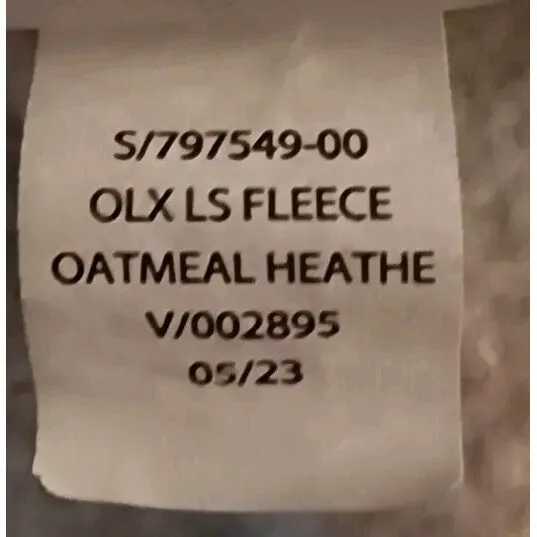 S/797549-00
OLX LS FLEECE
OATMEAL HEATHE
V/002895
05/23